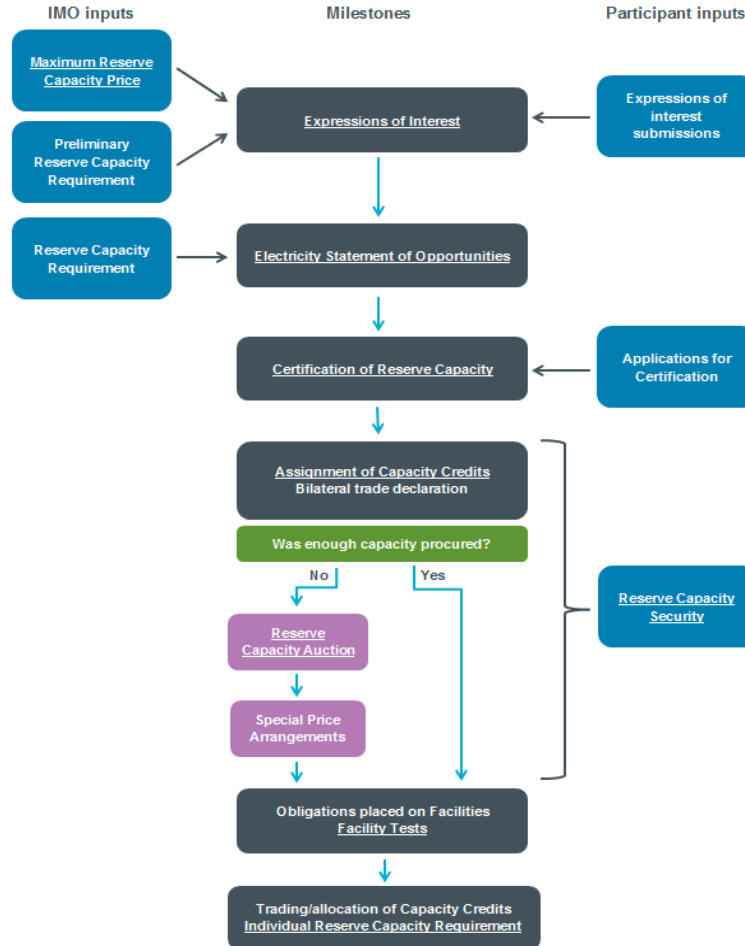 IMO inputs
Milestones
Participant inputs
Maximum Reserve
Capacity Price
Expressions of Interest
Expressions of
interest
submissions
Preliminary
Reserve Capacity
Requirement
Reserve Capacity
Requirement
Electricity Statement of Opportunities
Certification of Reserve Capacity
Applications for
Certification
Assignment of Capacity Credits
Bilateral trade declaration
Was enough capacity procured?
No
Yes
Reserve
Capacity Auction
Reserve Capacity
Security
Special Price
Arrangements
Obligations placed on Facilities
Facility Tests
Trading/allocation of Capacity Credits
Individual Reserve Capacity Requirement